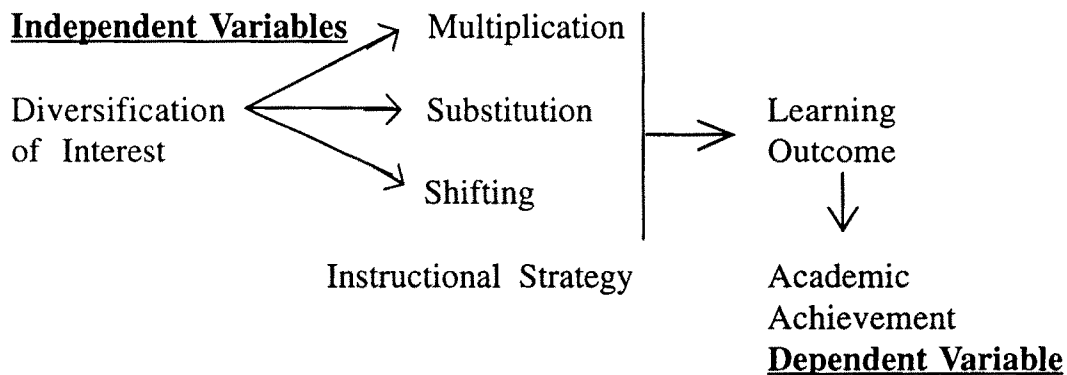 Independent Variables
Multiplication
Diversification
of Interest
Substitution
Shifting
Instructional Strategy
Learning
Outcome
Academic
Achievement
Dependent Variable